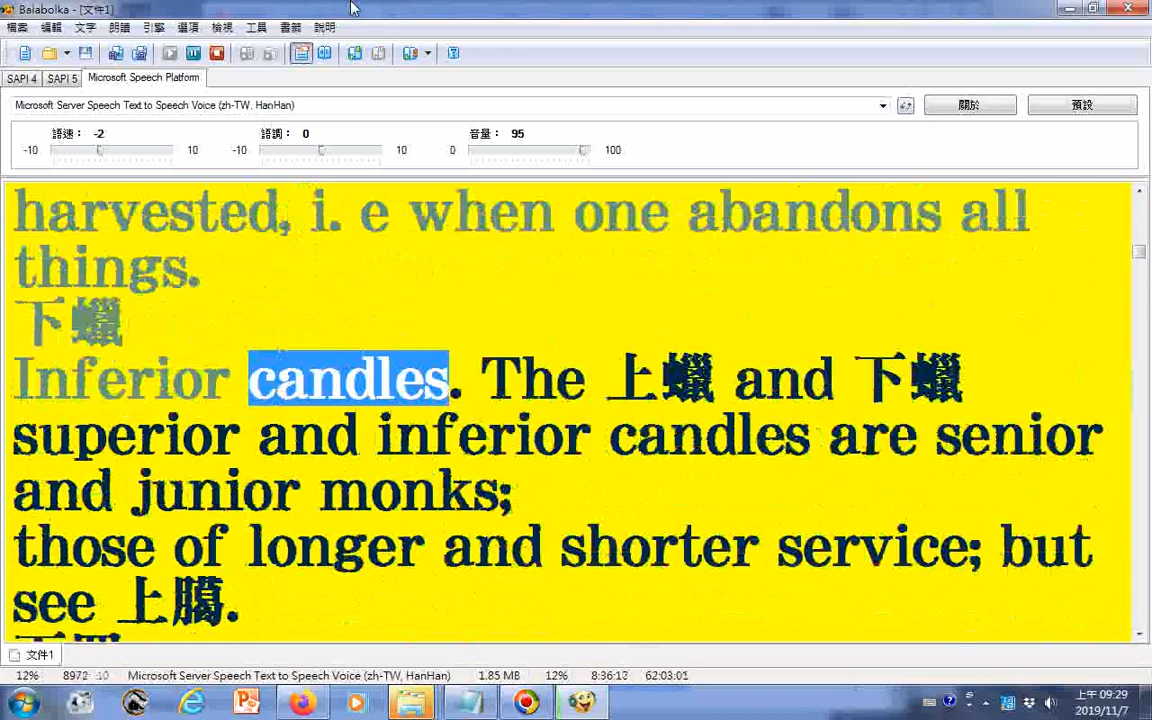 Balabolka - [文件1]
檔案 編輯 文字 朗讀 引擎 選項 檢視 工具 書籤 說明
SAPI 4 SAPI 5 Microsoft Speech Platform
Microsoft Server Speech Text to Speech Voice (zh-TW, HanHan) 關於 預設
語速： -2 語調： 0 音量： 95
-10 10 -10 10 0 100
harvested, i. e when one abandons all
things.
下蠟
Inferior candles. The 上蠟 and 下蠟
superior and inferior candles are senior
and junior monks;
those of longer and shorter service; but
see 上臈.
文件1
12% 8972 10 Microsoft Server Speech Text to Speech Voice (zh-TW, HanHan) 1.85 MB 12% 8:36:13 62:03:01
上午 09:29
2019/11/7